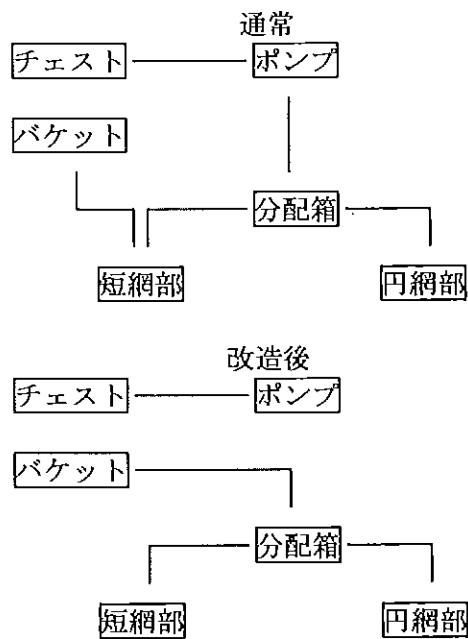 通常
チェスト ポンプ
バケット
分配箱
短網部 円網部
改造後
チェスト ポンプ
バケット
分配箱
短網部 円網部